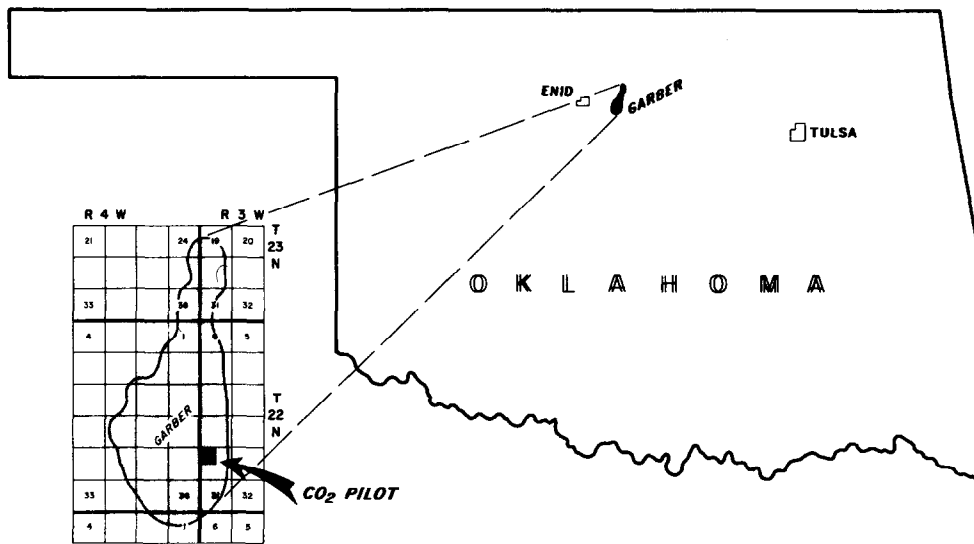 ENID
GARBER
TULSA
OKLAHOMA
R 4 W R 3 W
21 24 19 20
T
23
N
33 36 31 32
4 1 6 5
T
22
N
GARBER
CO2 PILOT
33 36 31 32
4 1 6 5